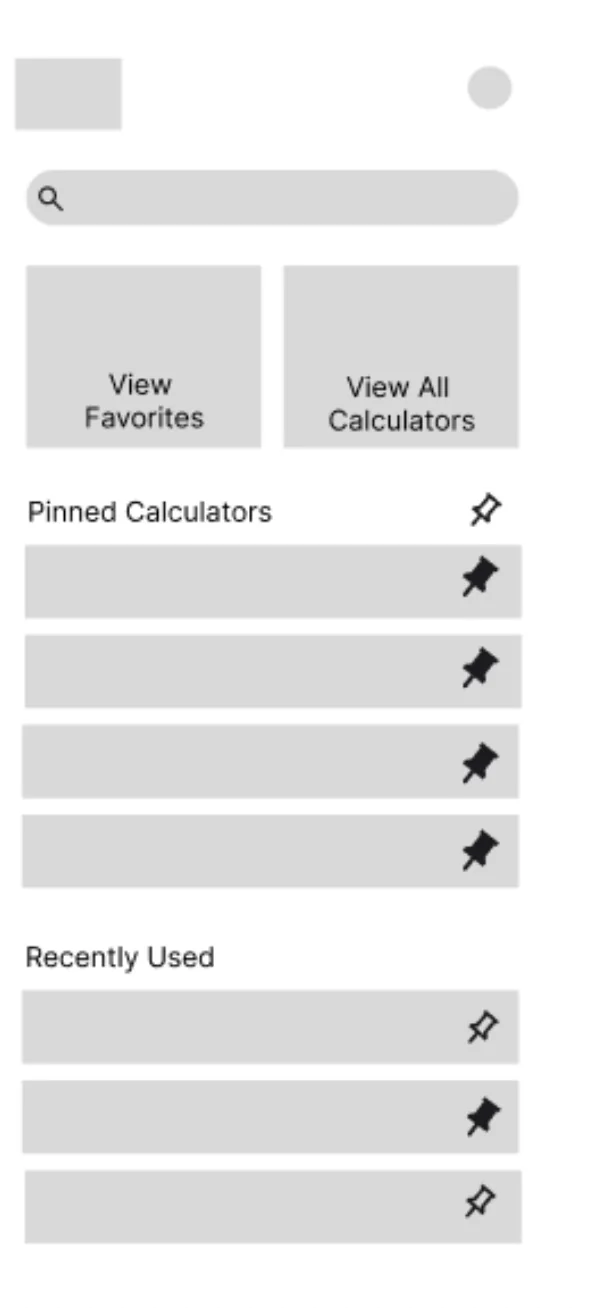 View
Favorites
View All
Calculators
Pinned Calculators
Recently Used